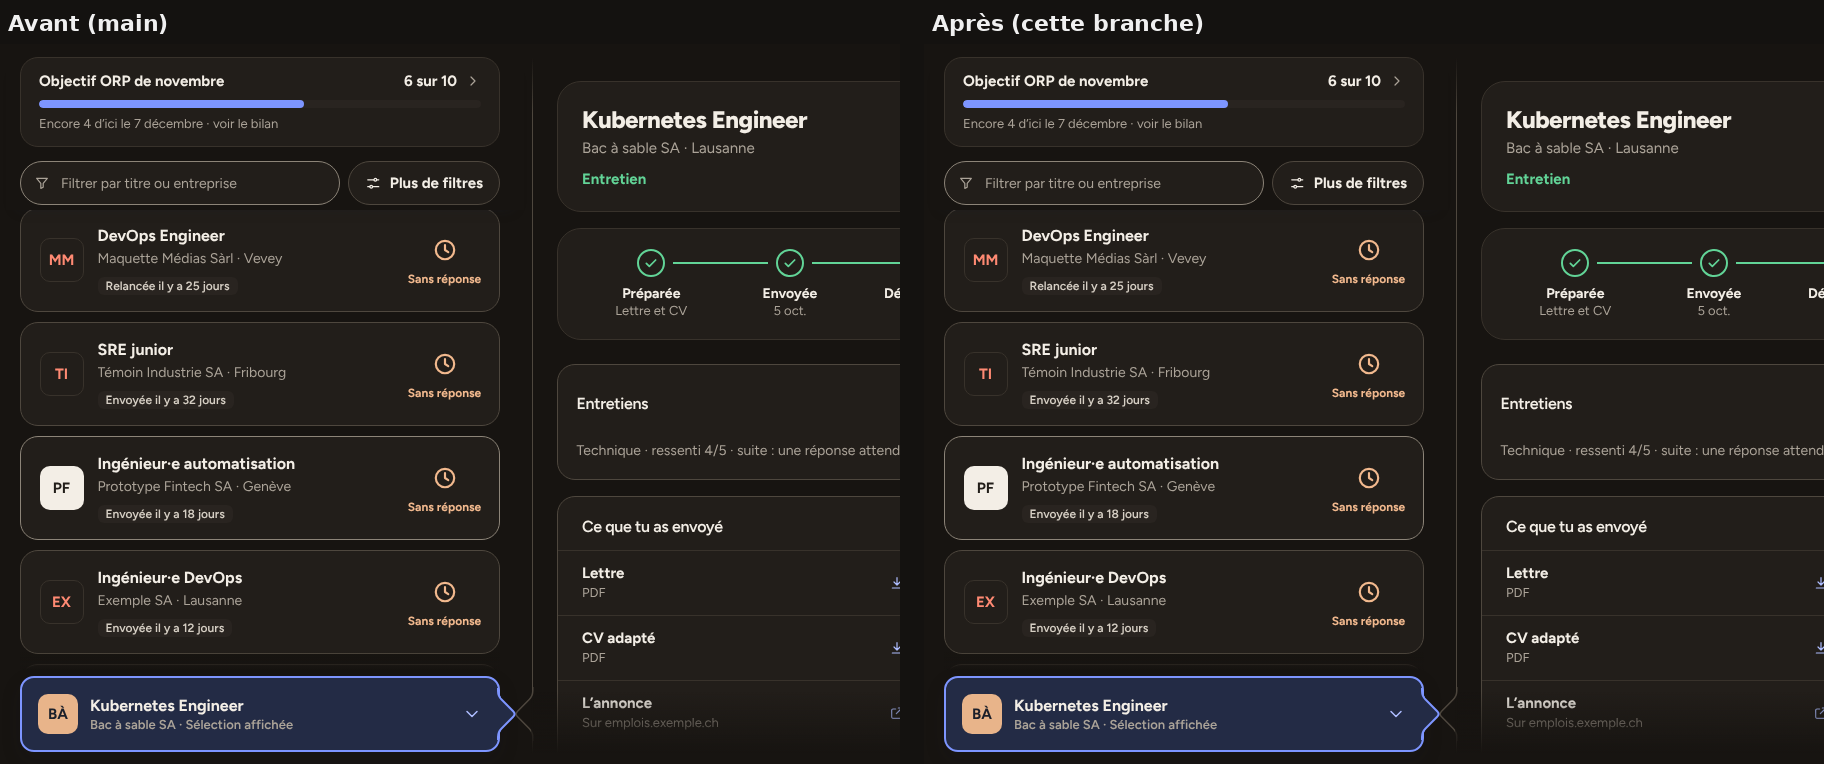 Avant (main)
Objectif ORP de novembre
6 sur 10
Encore 4 d'ici le 7 décembre · voir le bilan
Filtrer par titre ou entreprise
Plus de filtres
MM
DevOps Engineer
Maquette Médias Sàrl · Vevey
Relancée il y a 25 jours
Sans réponse
TI
SRE junior
Témoin Industrie SA · Fribourg
Envoyée il y a 32 jours
Sans réponse
PF
Ingénieur·e automatisation
Prototype Fintech SA · Genève
Envoyée il y a 18 jours
Sans réponse
EX
Ingénieur·e DevOps
Exemple SA · Lausanne
Envoyée il y a 12 jours
Sans réponse
BÀ
Kubernetes Engineer
Bac à sable SA · Sélection affichée
Kubernetes Engineer
Bac à sable SA · Lausanne
Entretien
Préparée
Lettre et CV
Envoyée
5 oct.
Dé
Entretiens
Technique · ressenti 4/5 · suite : une réponse attend
Ce que tu as envoyé
Lettre
PDF
CV adapté
PDF
L'annonce
Sur emplois.exemple.ch
Après (cette branche)
Objectif ORP de novembre
6 sur 10
Encore 4 d'ici le 7 décembre · voir le bilan
Filtrer par titre ou entreprise
Plus de filtres
MM
DevOps Engineer
Maquette Médias Sàrl · Vevey
Relancée il y a 25 jours
Sans réponse
TI
SRE junior
Témoin Industrie SA · Fribourg
Envoyée il y a 32 jours
Sans réponse
PF
Ingénieur·e automatisation
Prototype Fintech SA · Genève
Envoyée il y a 18 jours
Sans réponse
EX
Ingénieur·e DevOps
Exemple SA · Lausanne
Envoyée il y a 12 jours
Sans réponse
BÀ
Kubernetes Engineer
Bac à sable SA · Sélection affichée
Kubernetes Engineer
Bac à sable SA · Lausanne
Entretien
Préparée
Lettre et CV
Envoyée
5 oct.
Dé
Entretiens
Technique · ressenti 4/5 · suite : une réponse attend
Ce que tu as envoyé
Lettre
PDF
CV adapté
PDF
L'annonce
Sur emplois.exemple.ch